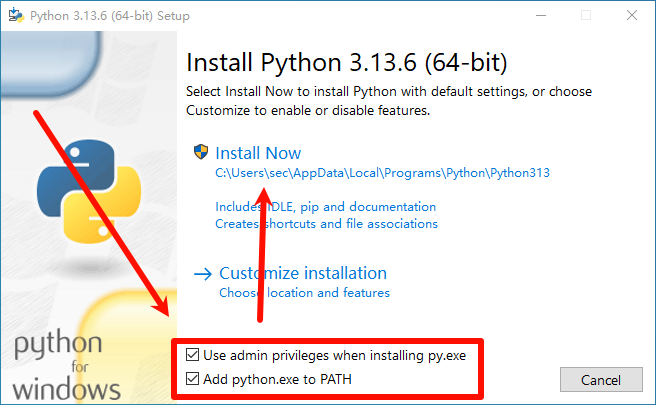 Python 3.13.6 (64-bit) Setup
Install Python 3.13.6 (64-bit)
Select Install Now to install Python with default settings, or choose
Customize to enable or disable features.
Install Now
C:\Users\sec\AppData\Local\Programs\Python\Python313
Includes IDLE, pip and documentation
Creates shortcuts and file associations
Customize installation
Choose location and features
Use admin privileges when installing py.exe
Add python.exe to PATH
Cancel
python
for
windows